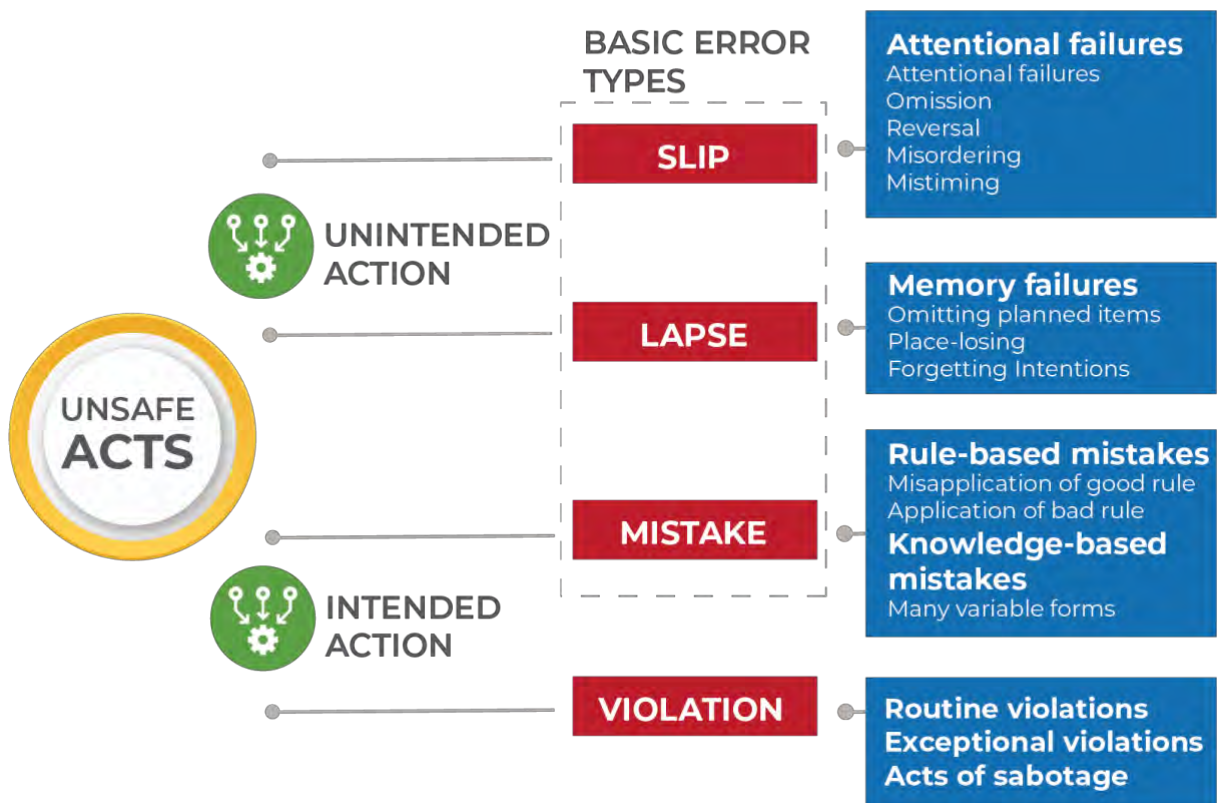 BASIC ERROR
TYPES
UNSAFE
ACTS
UNINTENDED
ACTION
SLIP
Attentional failures
Attentional failures
Omission
Reversal
Misordering
Mistiming
LAPSE
Memory failures
Omitting planned items
Place-losing
Forgetting Intentions
INTENDED
ACTION
MISTAKE
Rule-based mistakes
Misapplication of good rule
Application of bad rule
Knowledge-based
mistakes
Many variable forms
VIOLATION
Routine violations
Exceptional violations
Acts of sabotage